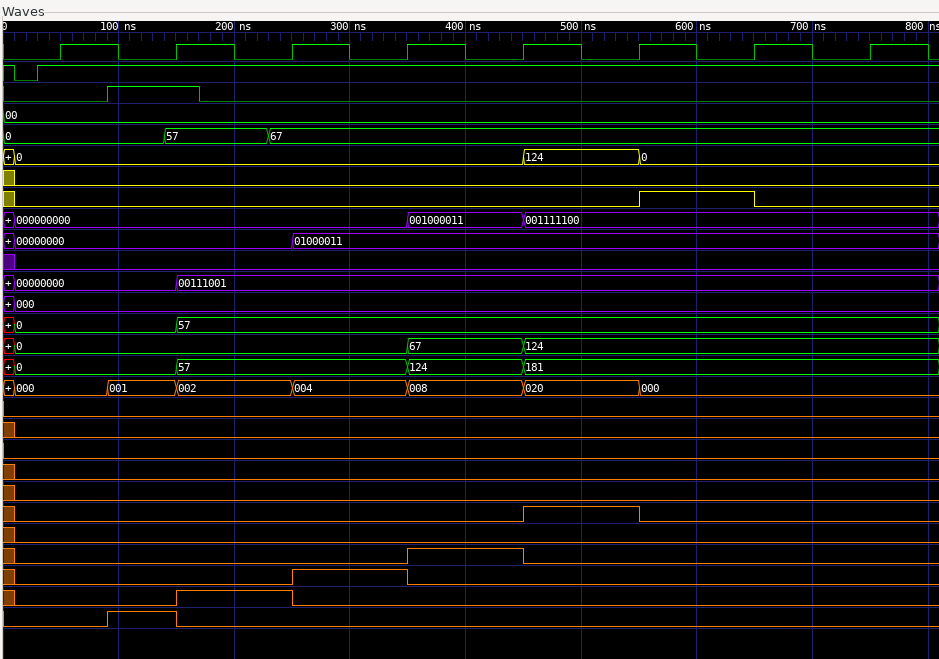 Waves
0 100 ns 200 ns 300 ns 400 ns 500 ns 600 ns 700 ns 800 ns
00
0 57 67
+ 0 124 0
+ 000000000 001000011 001111100
+ 00000000 01000011
+ 00000000 00111001
+ 000
+ 0 57
+ 0 67 124
+ 0 57 124 181
+ 000 001 002 004 008 020 000